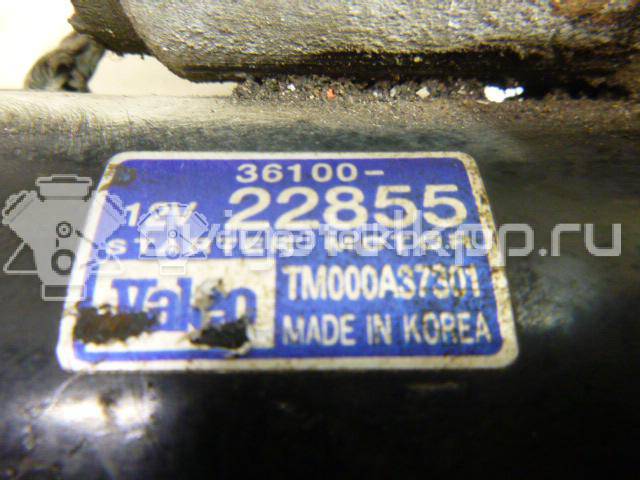 36100-
12V 22855
STARTER MOTOR
Valeo TM000A37301
MADE IN KOREA